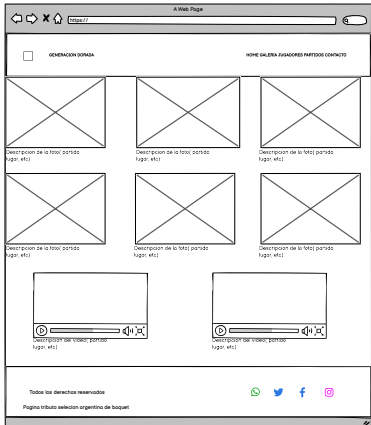 A Web Page
https://
GENERACION DORADA
HOME GALERIA JUGADORES PARTIDOS CONTACTO
Descripcion de la foto( partido
lugar, etc)
Descripcion de la foto( partido
lugar, etc)
Descripcion de la foto( partido
lugar, etc)
Descripcion de la foto( partido
lugar, etc)
Descripcion de la foto( partido
lugar, etc)
Descripcion de la foto( partido
lugar, etc)
Descripcion del video( partido
lugar, etc)
Descripcion del video( partido
lugar, etc)
Todos los derechos reservados
Pagina tributo selecion argentina de basquet